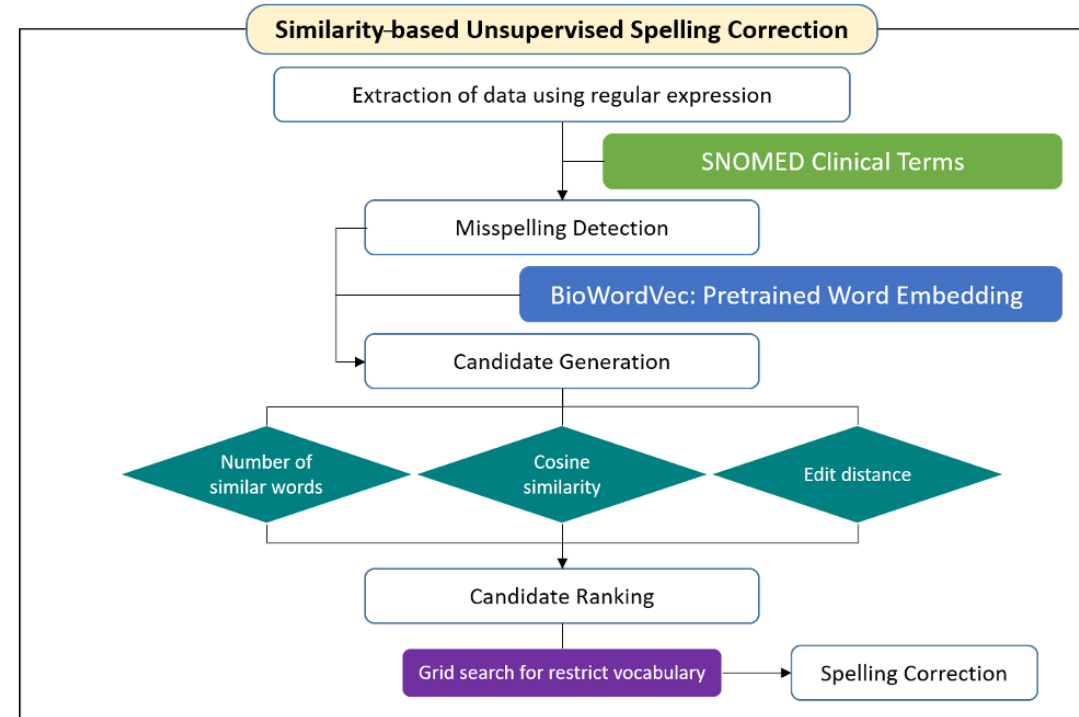 Similarity-based Unsupervised Spelling Correction
Extraction of data using regular expression
SNOMED Clinical Terms
Misspelling Detection
BioWordVec: Pretrained Word Embedding
Candidate Generation
Number of
similar words
Cosine
similarity
Edit distance
Candidate Ranking
Grid search for restrict vocabulary
Spelling Correction